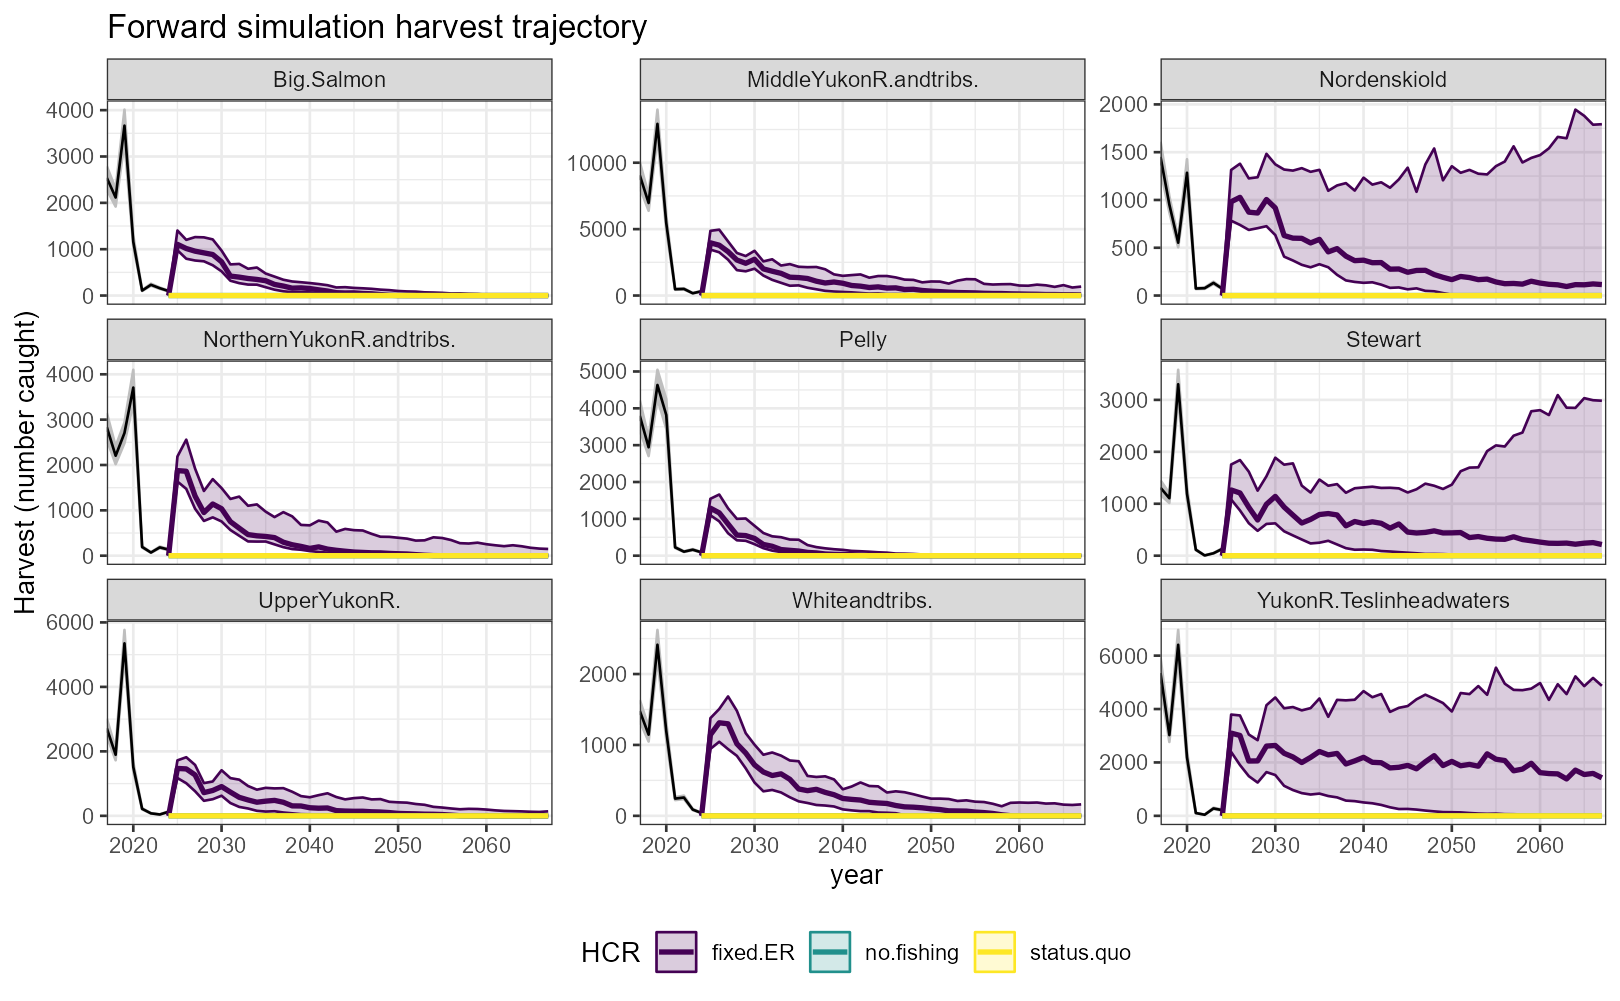 Forward simulation harvest trajectory
Big.Salmon
MiddleYukonR.andtribs.
Nordenskiold
4000
3000
2000
1000
0
10000
5000
0
2000
1500
1000
500
0
NorthernYukonR.andtribs.
Pelly
Stewart
4000
3000
2000
1000
0
5000
4000
3000
2000
1000
0
3000
2000
1000
0
UpperYukonR.
Whiteandtribs.
YukonR.Teslinheadwaters
6000
4000
2000
0
2000
1000
0
6000
4000
2000
0
2020 2030 2040 2050 2060
2020 2030 2040 2050 2060
2020 2030 2040 2050 2060
Harvest (number caught)
year
HCR fixed.ER no.fishing status.quo